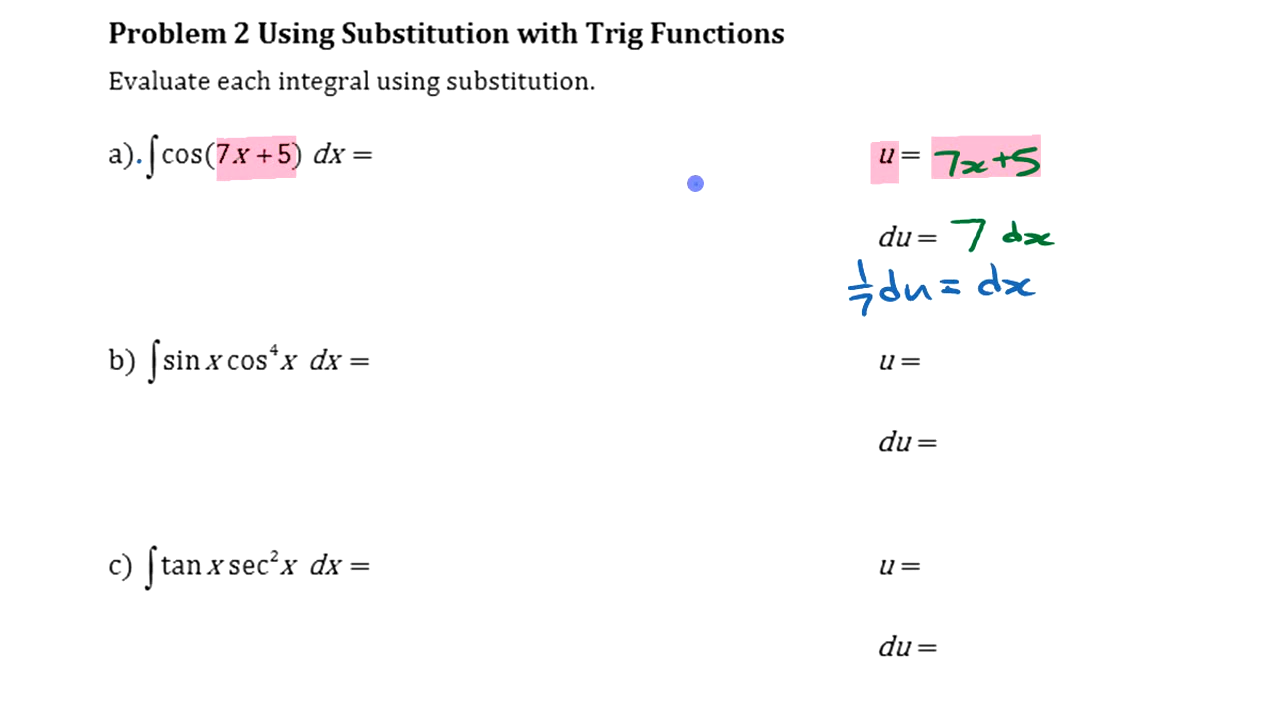 Problem 2 Using Substitution with Trig Functions
Evaluate each integral using substitution.
a). ∫cos(7x + 5) dx = u = 7x+5
du = 7 dx
1/7 du = dx
b) ∫sin x cos⁴x dx = u =
du =
c) ∫tan x sec²x dx = u =
du =